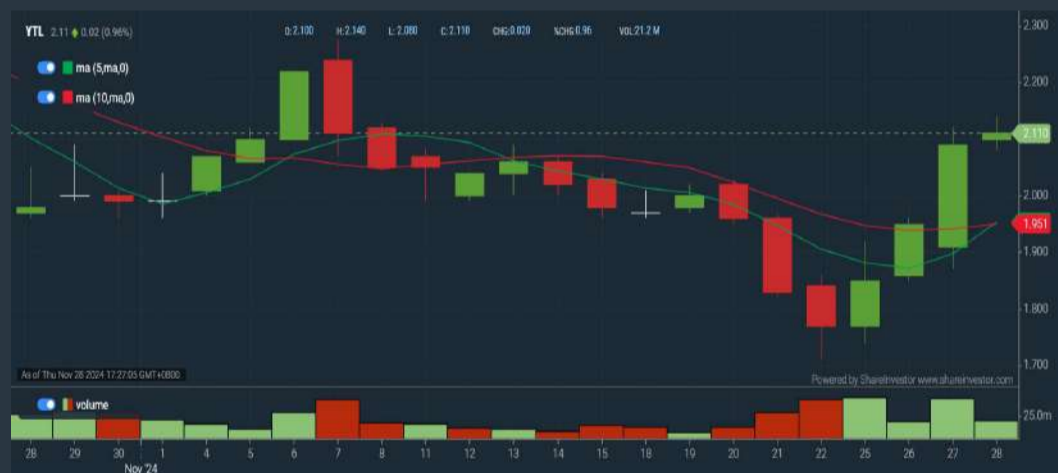 YTL 2.11 0.02 (0.96%) O: 2.100 H: 2.140 L: 2.080 C: 2.110 CHG: 0.020 %CHG: 0.96 VOL: 21.2 M
ma (5,ma,0)
ma (10,ma,0)
2.300
2.200
2.110
2.000
1.951
1.900
1.800
1.700
As of Thu Nov 28 2024 17:27:05 GMT+0800
Powered by ShareInvestor www.shareinvestor.com
volume
25.0m
28 29 30 1 4 5 6 7 8 11 12 13 14 15 18 19 20 21 22 25 26 27 28
Nov '24